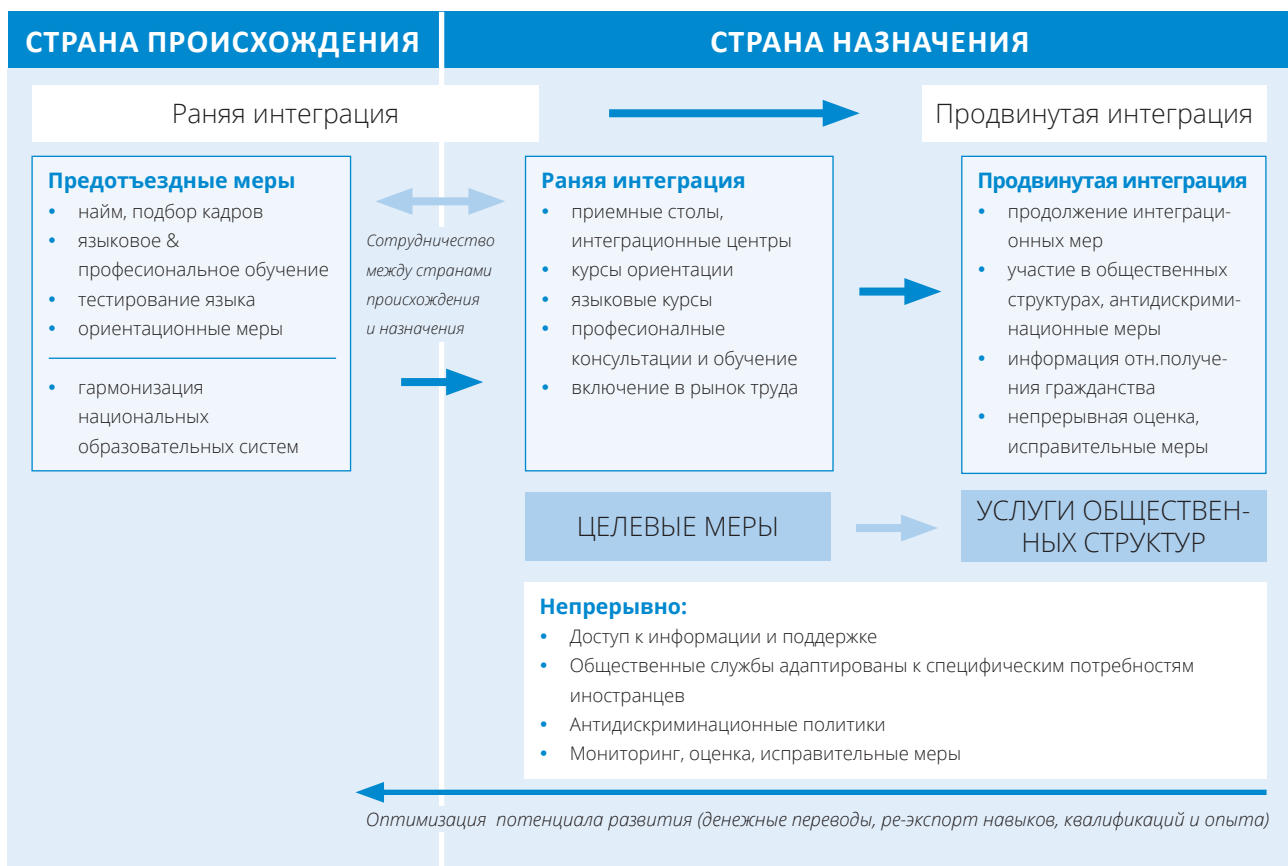 СТРАНА ПРОИСХОЖДЕНИЯ
СТРАНА НАЗНАЧЕНИЯ
Раняя интеграция
Продвинутая интеграция
Предотъездные меры
• найм, подбор кадров
• языковое &
професиональное обучение
• тестирование языка
• ориентационные меры
• гармонизация
национальных
образовательных систем
Сотрудничество
между странами
происхождения
и назначения
Раняя интеграция
• приемные столы,
интеграционные центры
• курсы ориентации
• языковые курсы
• професионалные
консультации и обучение
• включение в рынок труда
Продвинутая интеграция
• продолжение интеграци-
онных мер
• участие в общественных
структурах, антидискрими-
национные меры
• информация отн.получе-
ния гражданства
• непрерывная оценка,
исправительные меры
ЦЕЛЕВЫЕ МЕРЫ
УСЛУГИ ОБЩЕСТВЕН-
НЫХ СТРУКТУР
Непрерывно:
• Доступ к информации и поддержке
• Общественные службы адаптированы к специфическим потребностям
иностранцев
• Антидискриминационные политики
• Мониторинг, оценка, исправительные меры
Оптимизация потенциала развития (денежные переводы, ре-экспорт навыков, квалификаций и опыта)